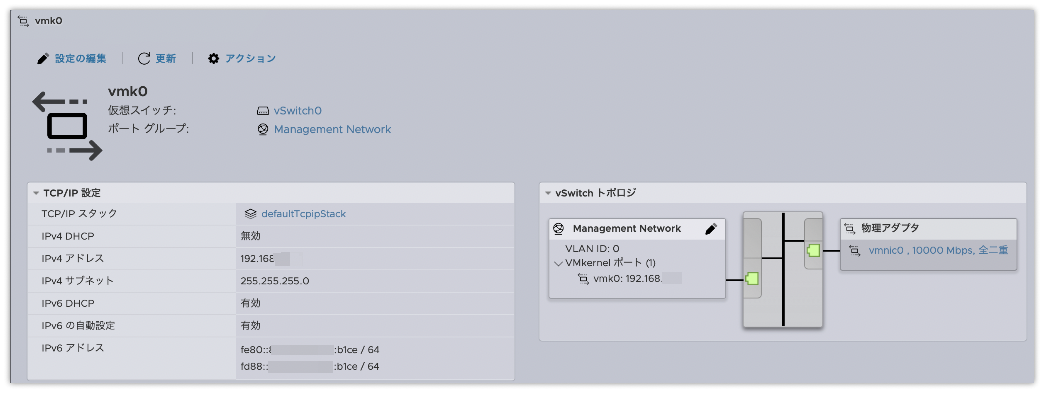 vmk0
設定の編集 更新 アクション
vmk0
仮想スイッチ: vSwitch0
ポート グループ: Management Network
TCP/IP 設定
TCP/IP スタック defaultTcpipStack
IPv4 DHCP 無効
IPv4 アドレス 192.168
IPv4 サブネット 255.255.255.0
IPv6 DHCP 有効
IPv6 の自動設定 有効
IPv6 アドレス fe80:: :b1ce / 64
fd88:: :b1ce / 64
vSwitch トポロジ
Management Network
VLAN ID: 0
VMkernel ポート (1)
vmk0: 192.168.
物理アダプタ
vmnic0 , 10000 Mbps, 全二重